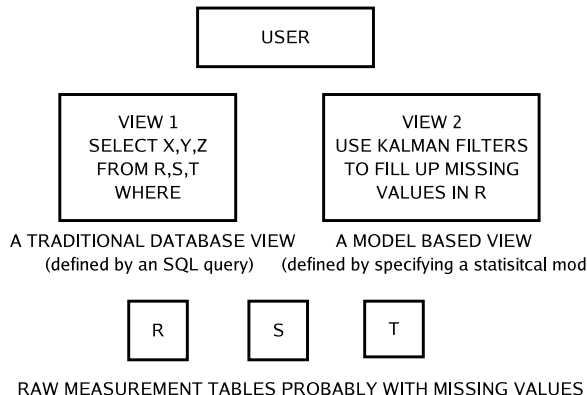 USER
VIEW 1
SELECT X,Y,Z
FROM R,S,T
WHERE
VIEW 2
USE KALMAN FILTERS
TO FILL UP MISSING
VALUES IN R
A TRADITIONAL DATABASE VIEW
(defined by an SQL query)
A MODEL BASED VIEW
(defined by specifying a statisitcal mod
R
S
T
RAW MEASUREMENT TABLES PROBABLY WITH MISSING VALUES